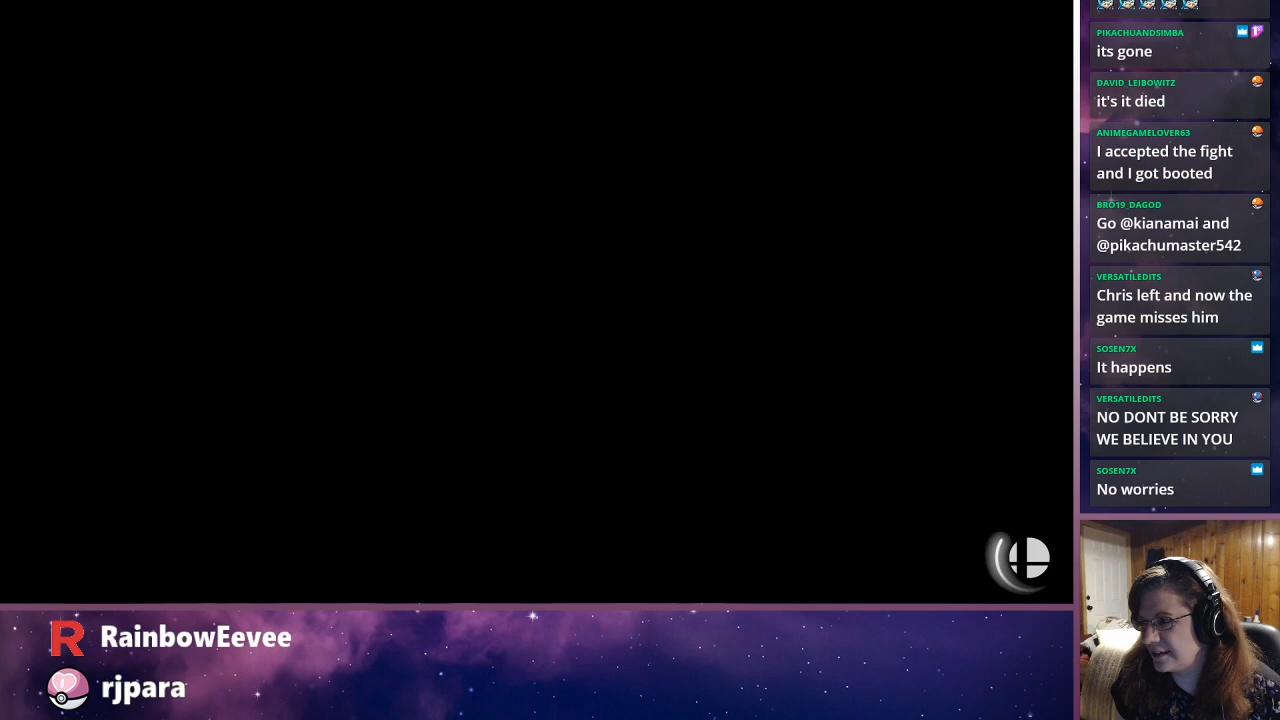 PIKACHUANDSIMBA
its gone
DAVID_LEIBOWITZ
it's it died
ANIMEGAMELOVER63
I accepted the fight
and I got booted
BRO19_DAGOD
Go @kianamai and
@pikachumaster542
VERSATILEDITS
Chris left and now the
game misses him
SOSEN7X
It happens
VERSATILEDITS
NO DONT BE SORRY
WE BELIEVE IN YOU
SOSEN7X
No worries
R RainbowEevee
rjpara